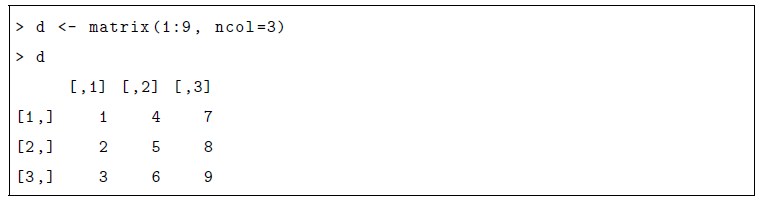 > d <- matrix(1:9, ncol=3)
> d
     [,1] [,2] [,3]
[1,]    1    4    7
[2,]    2    5    8
[3,]    3    6    9